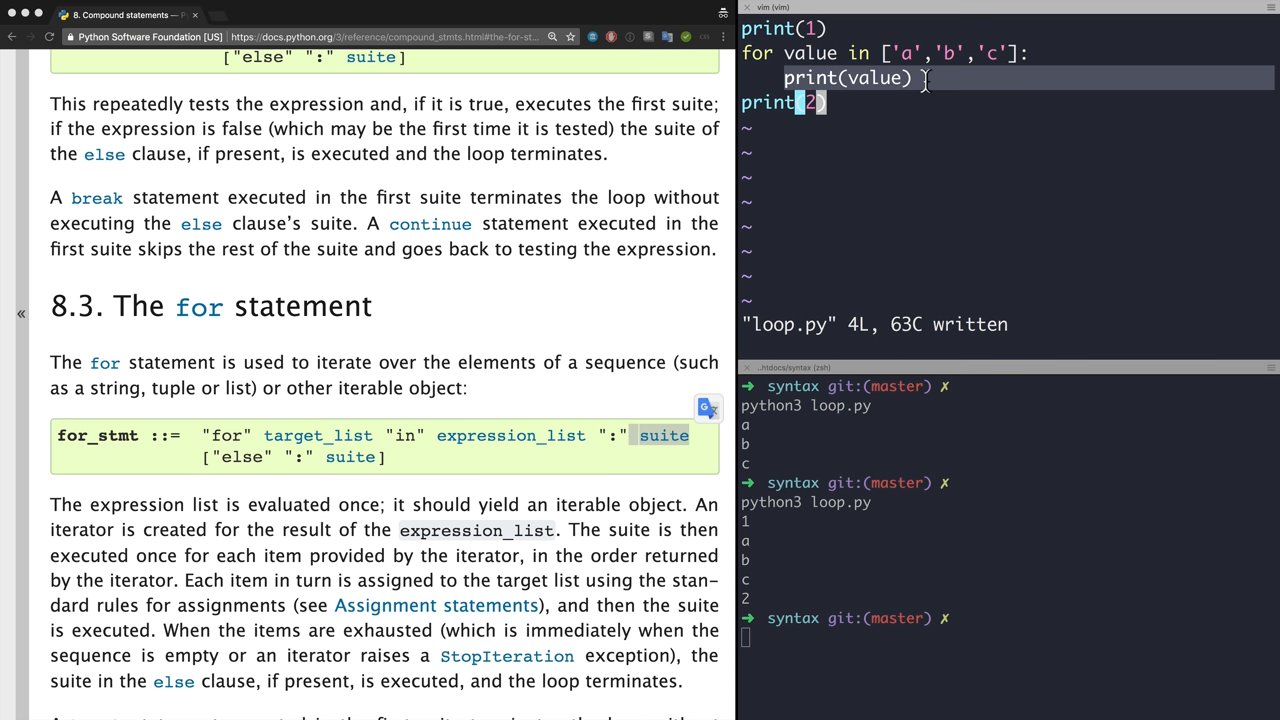 8. Compound statements — P
Python Software Foundation [US]
https://docs.python.org/3/reference/compound_stmts.html#the-for-st...
["else" ":" suite]
This repeatedly tests the expression and, if it is true, executes the first suite;
if the expression is false (which may be the first time it is tested) the suite of
the else clause, if present, is executed and the loop terminates.
A break statement executed in the first suite terminates the loop without
executing the else clause’s suite. A continue statement executed in the
first suite skips the rest of the suite and goes back to testing the expression.
8.3. The for statement
The for statement is used to iterate over the elements of a sequence (such
as a string, tuple or list) or other iterable object:
for_stmt ::= "for" target_list "in" expression_list ":" suite
["else" ":" suite]
The expression list is evaluated once; it should yield an iterable object. An
iterator is created for the result of the expression_list. The suite is then
executed once for each item provided by the iterator, in the order returned
by the iterator. Each item in turn is assigned to the target list using the stan-
dard rules for assignments (see Assignment statements), and then the suite
is executed. When the items are exhausted (which is immediately when the
sequence is empty or an iterator raises a StopIteration exception), the
suite in the else clause, if present, is executed, and the loop terminates.
vim (vim)
print(1)
for value in ['a','b','c']:
print(value)
print(2)
~
~
~
~
~
~
~
~
"loop.py" 4L, 63C written
..htdocs/syntax (zsh)
➜ syntax git:(master) ✗
python3 loop.py
a
b
c
➜ syntax git:(master) ✗
python3 loop.py
1
a
b
c
2
➜ syntax git:(master) ✗